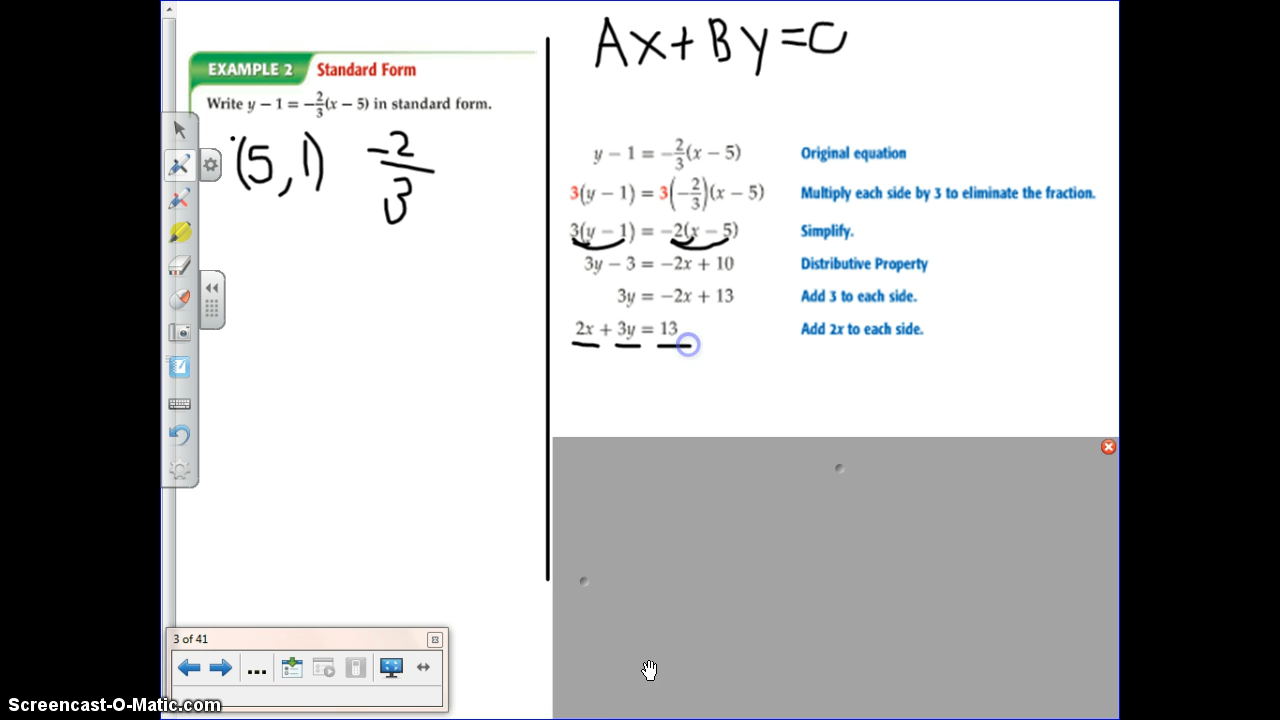 Ax+By=C
EXAMPLE 2 Standard Form
Write y − 1 = −2/3(x − 5) in standard form.
(5,1) -2/3
y − 1 = −2/3(x − 5) Original equation
3(y − 1) = 3(−2/3)(x − 5) Multiply each side by 3 to eliminate the fraction.
3(y − 1) = −2(x − 5) Simplify.
3y − 3 = −2x + 10 Distributive Property
3y = −2x + 13 Add 3 to each side.
2x + 3y = 13 Add 2x to each side.
3 of 41
...
Screencast-O-Matic.com